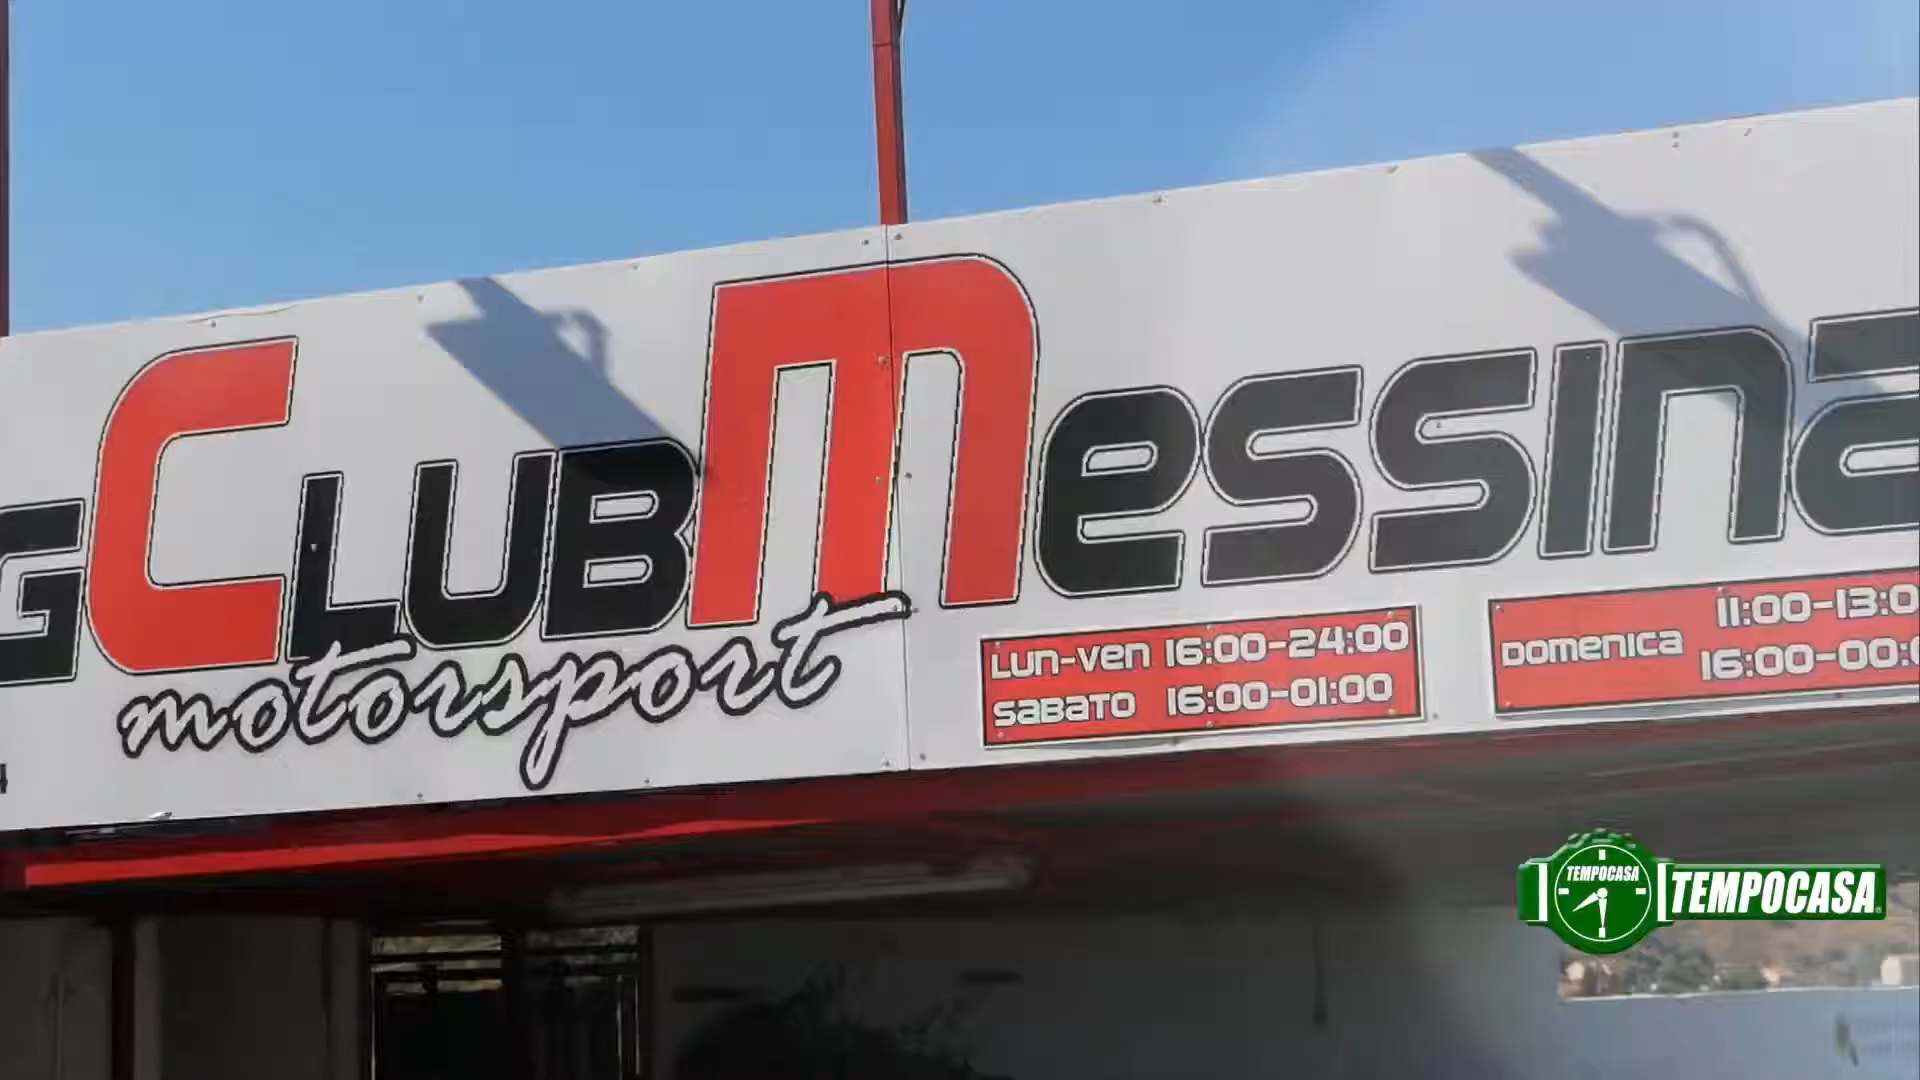 G Club Messina
motorsport
Lun-ven 16:00-24:00
sabato 16:00-01:00
Domenica
11:00-13:0
16:00-00:
TEMPOCASA
TEMPOCASA